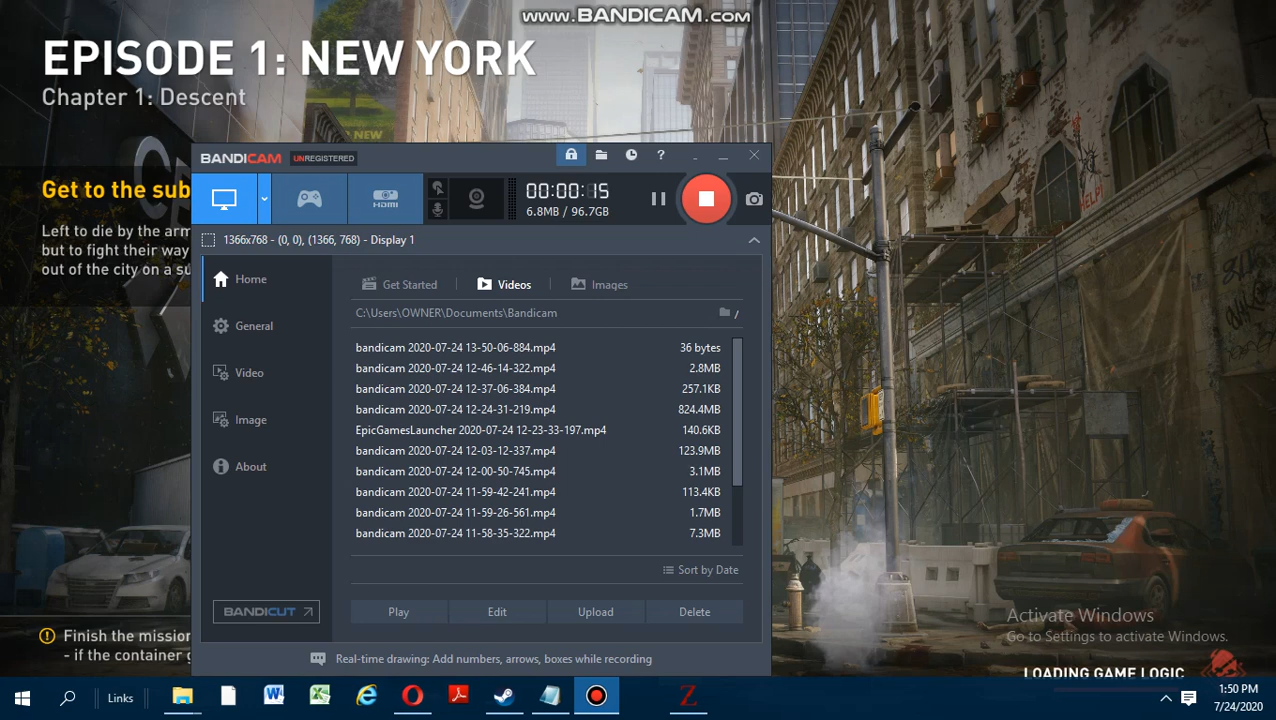 www.BANDICAM.com
EPISODE 1: NEW YORK
Chapter 1: Descent
NEW
BANDICAM UNREGISTERED
?
HDMI
00:00:15
6.8MB / 96.7GB
1366x768 - (0, 0), (1366, 768) - Display 1
Get to the sub
Left to die by the arm
but to fight their way
out of the city on a su
Home
General
Video
Image
About
BANDICUT
Get Started
Videos
Images
C:\Users\OWNER\Documents\Bandicam
/
bandicam 2020-07-24 13-50-06-884.mp4 36 bytes
bandicam 2020-07-24 12-46-14-322.mp4 2.8MB
bandicam 2020-07-24 12-37-06-384.mp4 257.1KB
bandicam 2020-07-24 12-24-31-219.mp4 824.4MB
EpicGamesLauncher 2020-07-24 12-23-33-197.mp4 140.6KB
bandicam 2020-07-24 12-03-12-337.mp4 123.9MB
bandicam 2020-07-24 12-00-50-745.mp4 3.1MB
bandicam 2020-07-24 11-59-42-241.mp4 113.4KB
bandicam 2020-07-24 11-59-26-561.mp4 1.7MB
bandicam 2020-07-24 11-58-35-322.mp4 7.3MB
Sort by Date
Play Edit Upload Delete
Real-time drawing: Add numbers, arrows, boxes while recording
HELP!
Finish the mission
- if the container g
Activate Windows
Go to Settings to activate Windows.
LOADING GAME LOGIC
Links
1:50 PM
7/24/2020